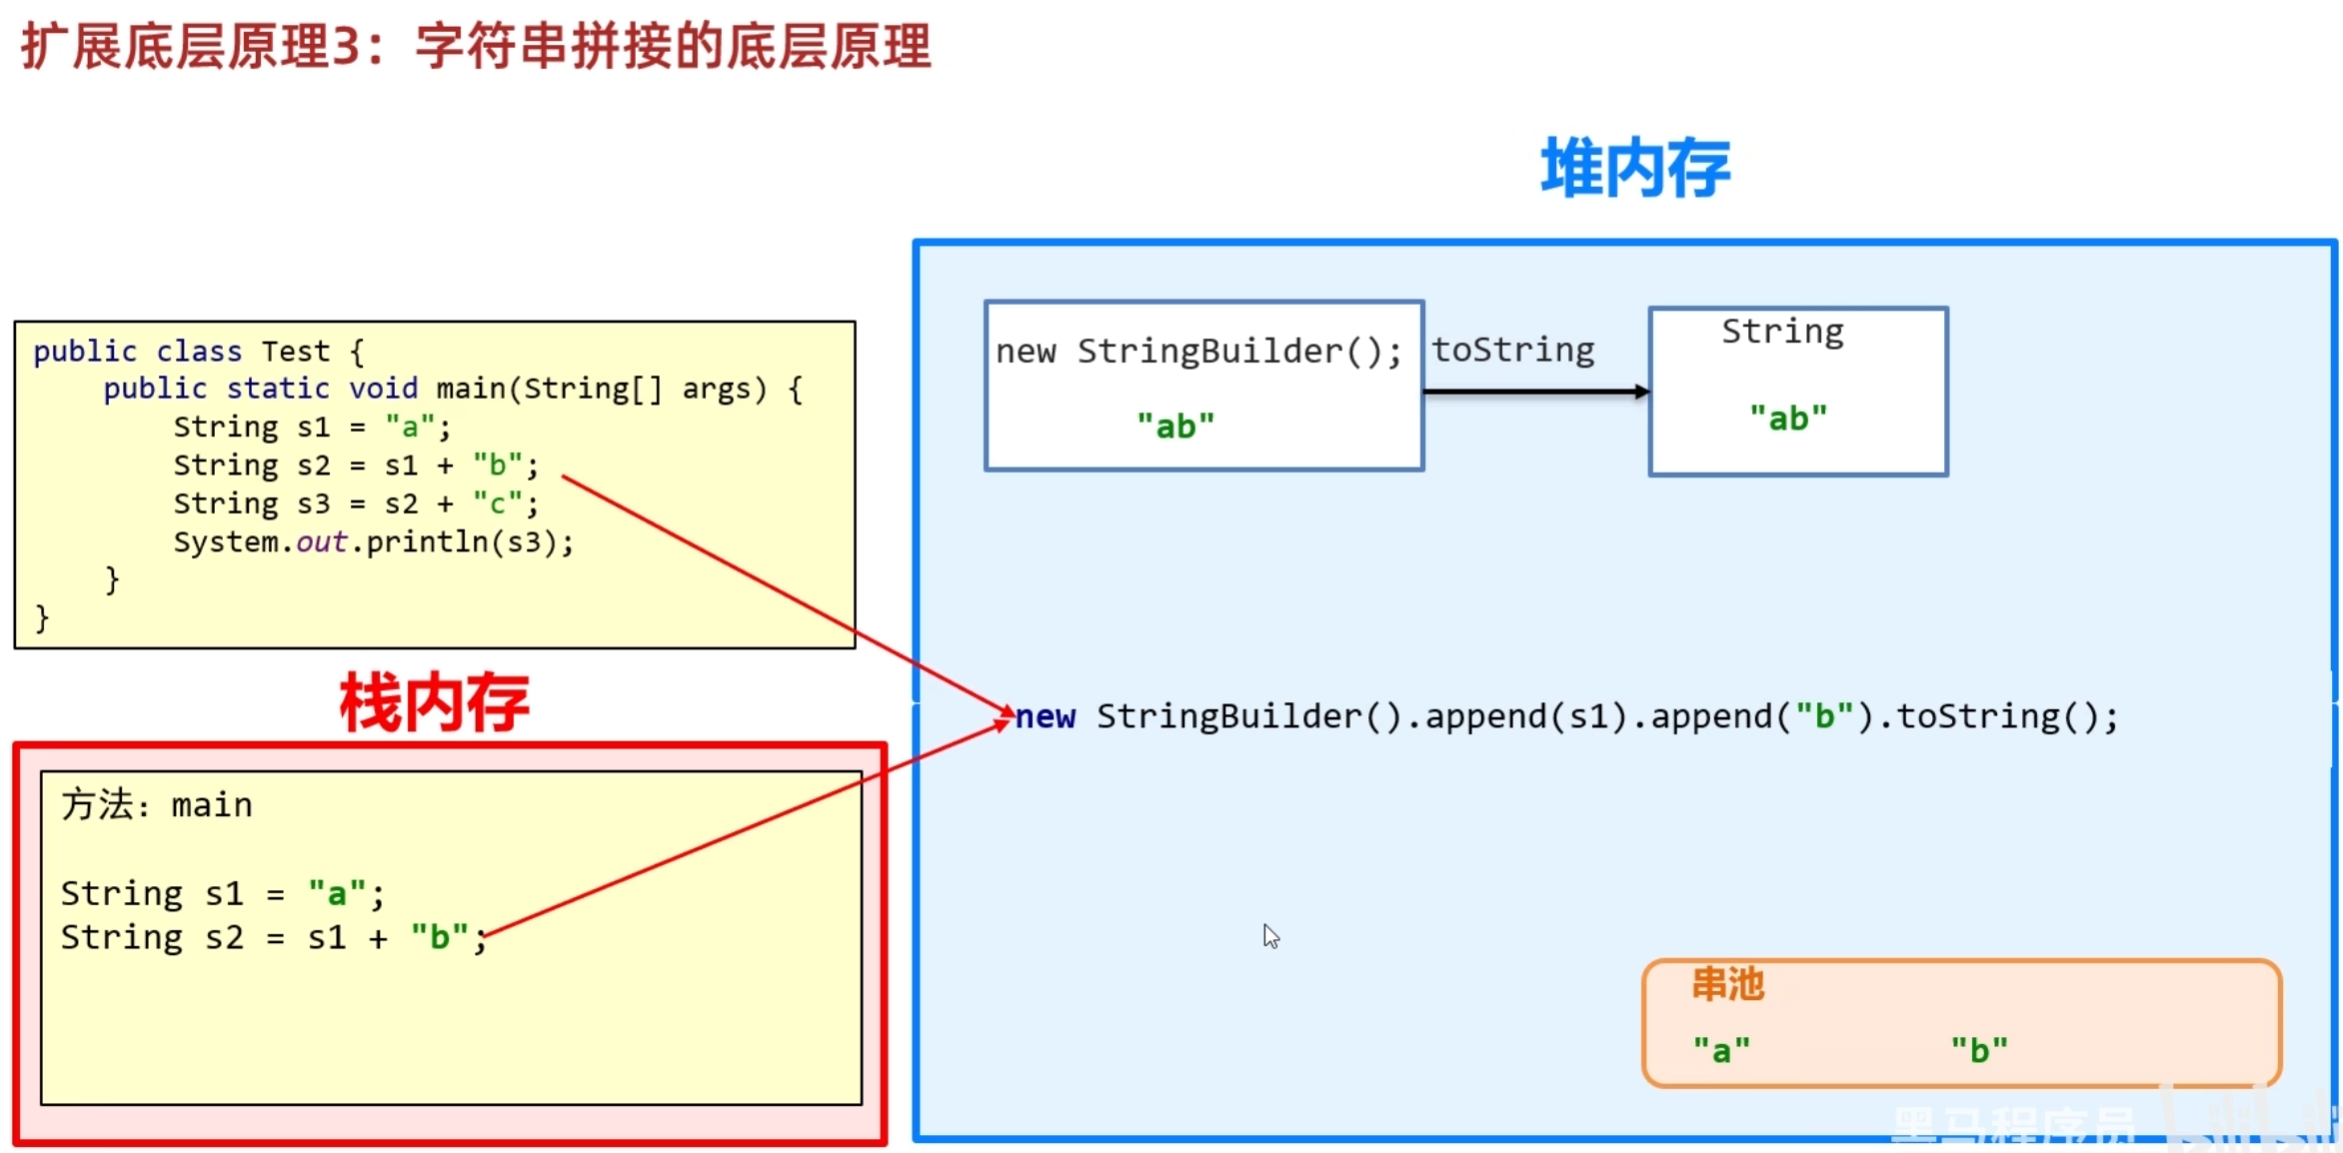 扩展底层原理3：字符串拼接的底层原理
堆内存
public class Test {
public static void main(String[] args) {
String s1 = "a";
String s2 = s1 + "b";
String s3 = s2 + "c";
System.out.println(s3);
}
}
new StringBuilder();
"ab"
toString
String
"ab"
栈内存
new StringBuilder().append(s1).append("b").toString();
方法：main
String s1 = "a";
String s2 = s1 + "b";
串池
"a" "b"
黑马程序员
bilibili